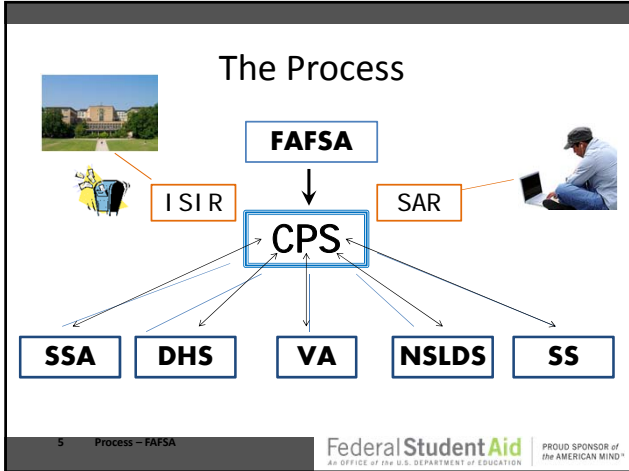 The Process
FAFSA
ISIR
SAR
CPS
SSA
DHS
VA
NSLDS
SS
5 Process – FAFSA
Federal Student Aid
An OFFICE of the U.S. DEPARTMENT of EDUCATION
PROUD SPONSOR of
the AMERICAN MIND™